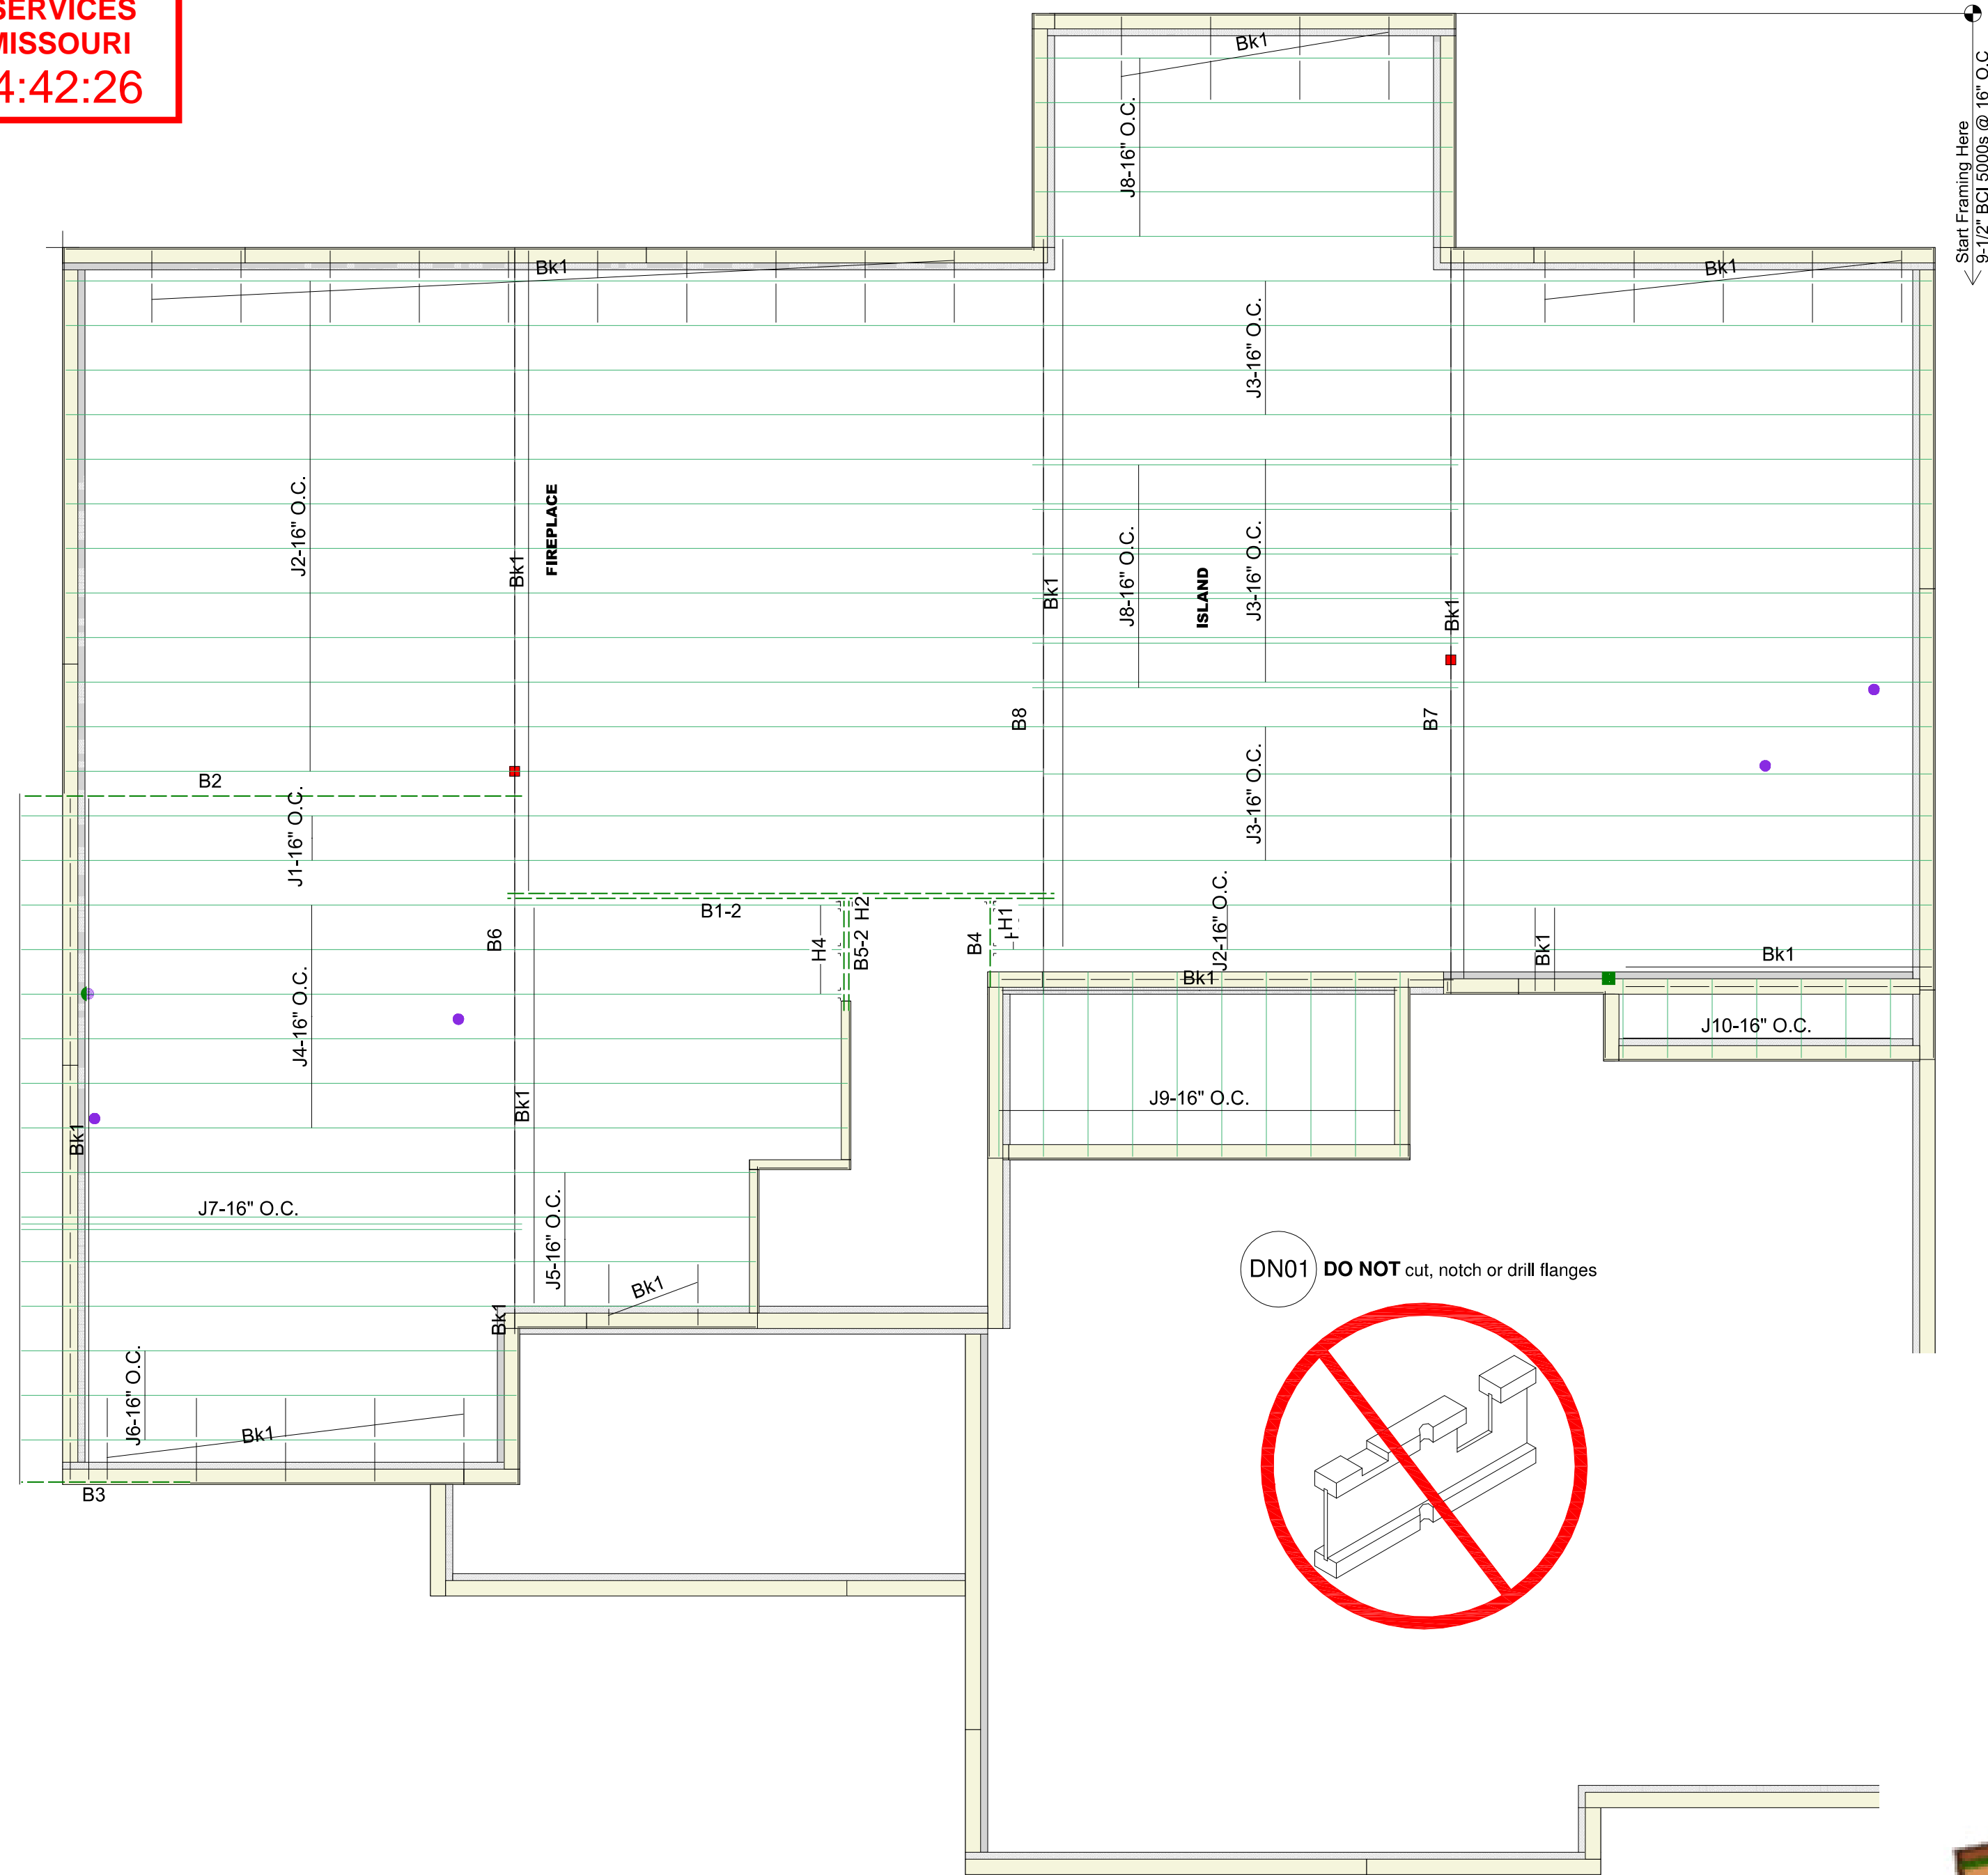 SERVICES
MISSOURI
4:42:26
Start Framing Here
9-1/2" BCI 5000s @ 16" O.C
Bk1
J8-16" O.C.
Bk1
Bk1
J3-16" O.C.
J2-16" O.C.
FIREPLACE
Bk1
Bk1
J8-16" O.C.
ISLAND
J3-16" O.C.
Bk1
B8
B7
B2
J1-16" O.C.
J3-16" O.C.
B1-2
B6
H4
B5-2 H2
B4
H1
J2-16" O.C.
Bk1
Bk1
Bk1
J4-16" O.C.
J10-16" O.C.
Bk1
Bk1
J9-16" O.C.
J7-16" O.C.
J5-16" O.C.
Bk1
Bk1
DN01 DO NOT cut, notch or drill flanges
J6-16" O.C.
Bk1
B3